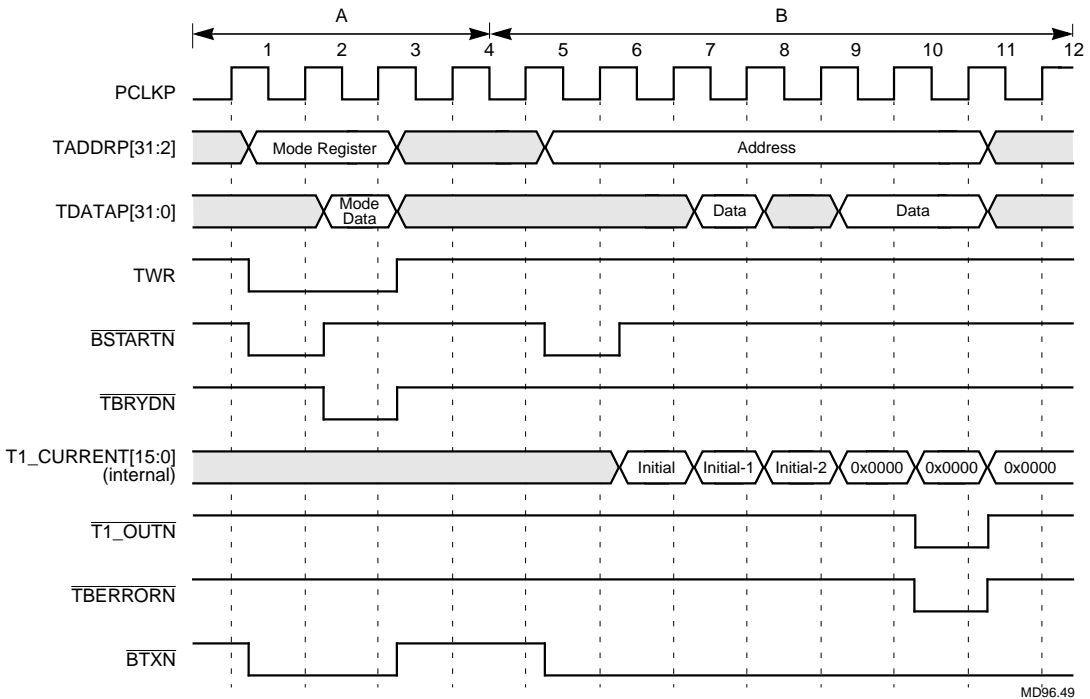 A B
1 2 3 4 5 6 7 8 9 10 11 12
PCLKP
TADDRP[31:2] Mode Register Address
TDATAP[31:0] Mode Data Data Data
TWR
BSTARTN
TBRYDN
T1_CURRENT[15:0] (internal) Initial Initial-1 Initial-2 0x0000 0x0000 0x0000
T1_OUTN
TBERRORN
BTXN
MD96.49